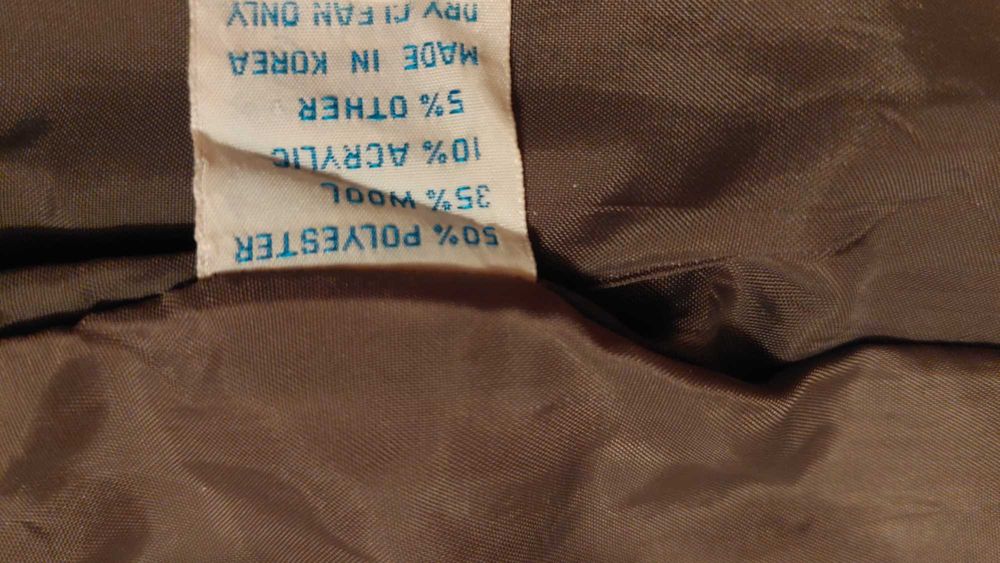 50% POLYESTER
35% WOOL
10% ACRYLIC
5% OTHER
MADE IN KOREA
DRY CLEAN ONLY